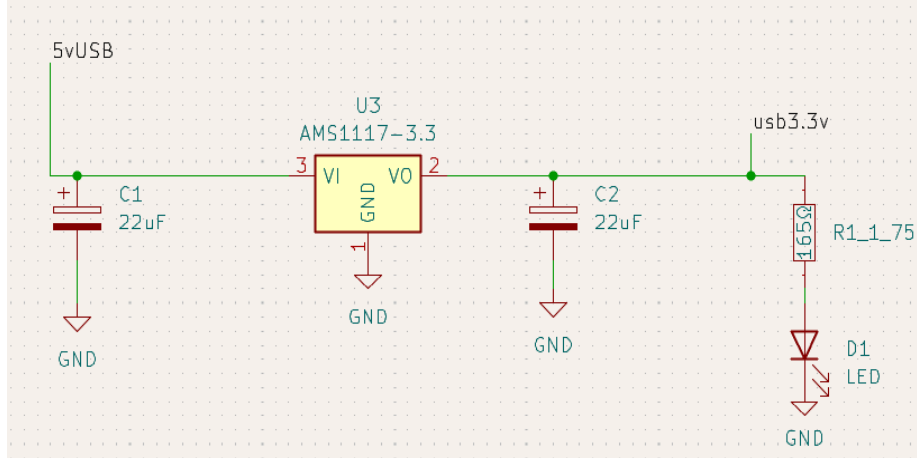 5vUSB
U3
AMS1117-3.3
usb3.3v
3
VI
VO
2
GND
1
GND
+
C1
22uF
GND
+
C2
22uF
GND
165Ω
R1_1_75
D1
LED
GND